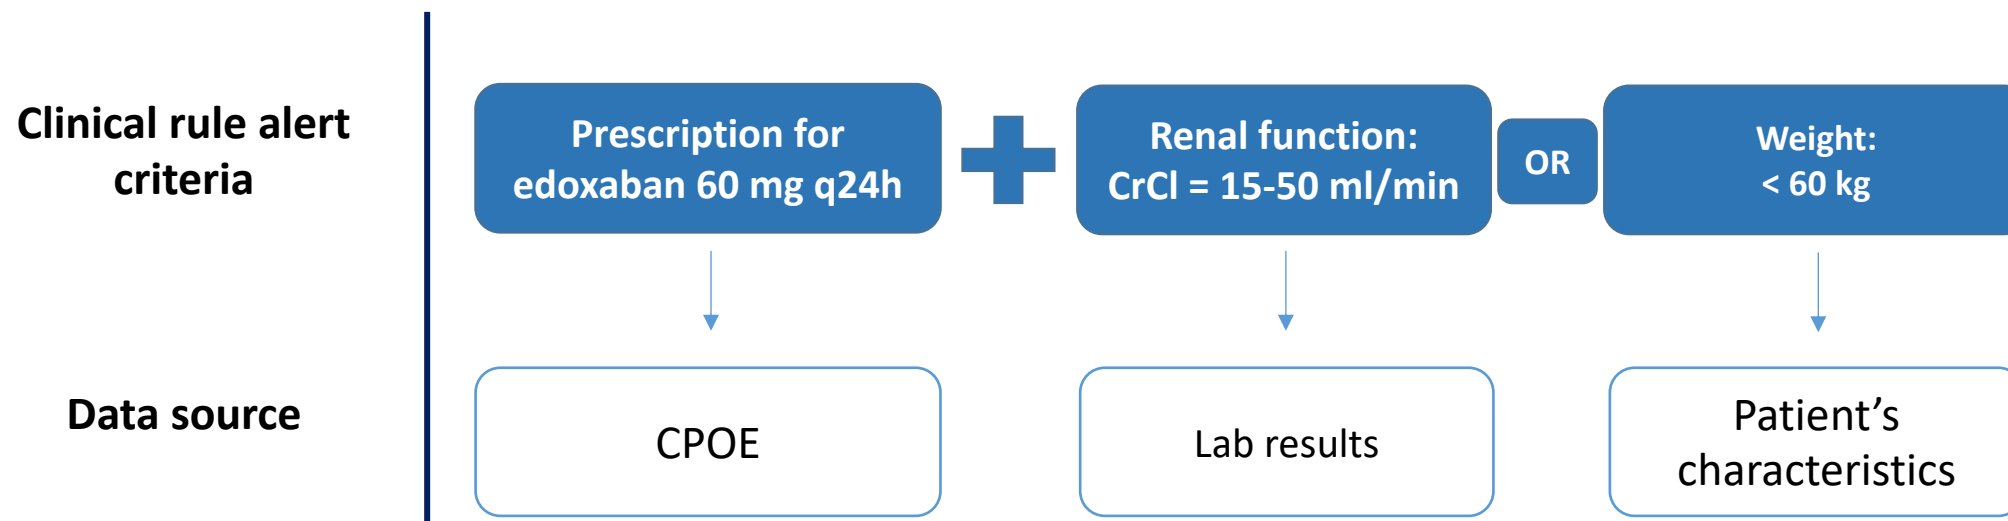 Clinical rule alert
criteria
Prescription for
edoxaban 60 mg q24h
Renal function:
CrCl = 15-50 ml/min
OR
Weight:
< 60 kg
Data source
CPOE
Lab results
Patient’s
characteristics